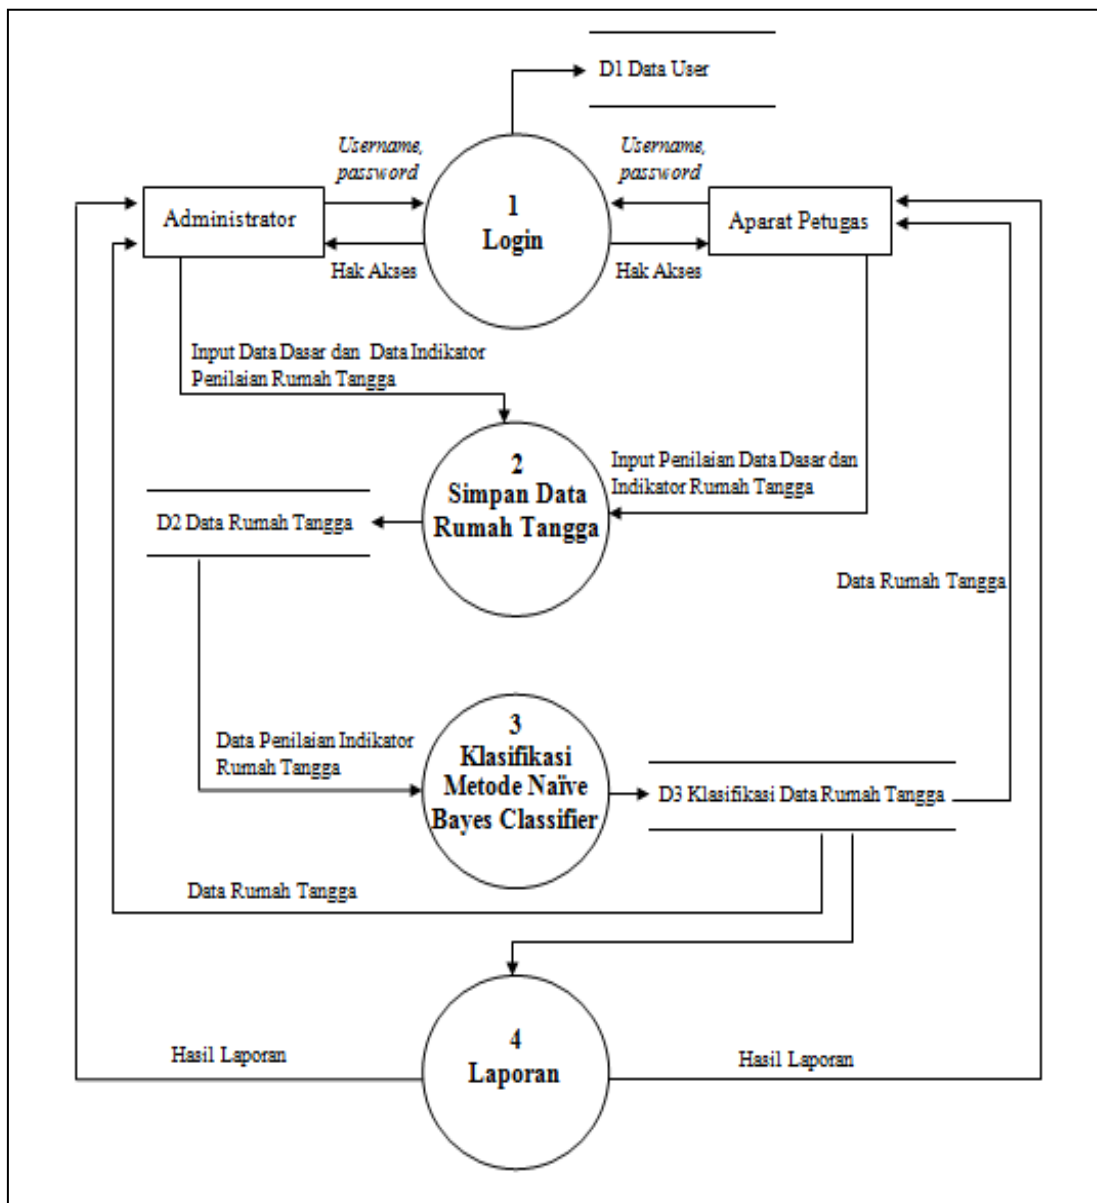 D1 Data User
Username,
password
Username,
password
1
Login
Administrator
Aparat Petugas
Hak Akses
Hak Akses
Input Data Dasar dan Data Indikator
Penilaian Rumah Tangga
2
Simpan Data
Rumah Tangga
Input Penilaian Data Dasar dan
Indikator Rumah Tangga
D2 Data Rumah Tangga
Data Rumah Tangga
3
Klasifikasi
Metode Naïve
Bayes Classifier
Data Penilaian Indikator
Rumah Tangga
D3 Klasifikasi Data Rumah Tangga
Data Rumah Tangga
4
Laporan
Hasil Laporan
Hasil Laporan